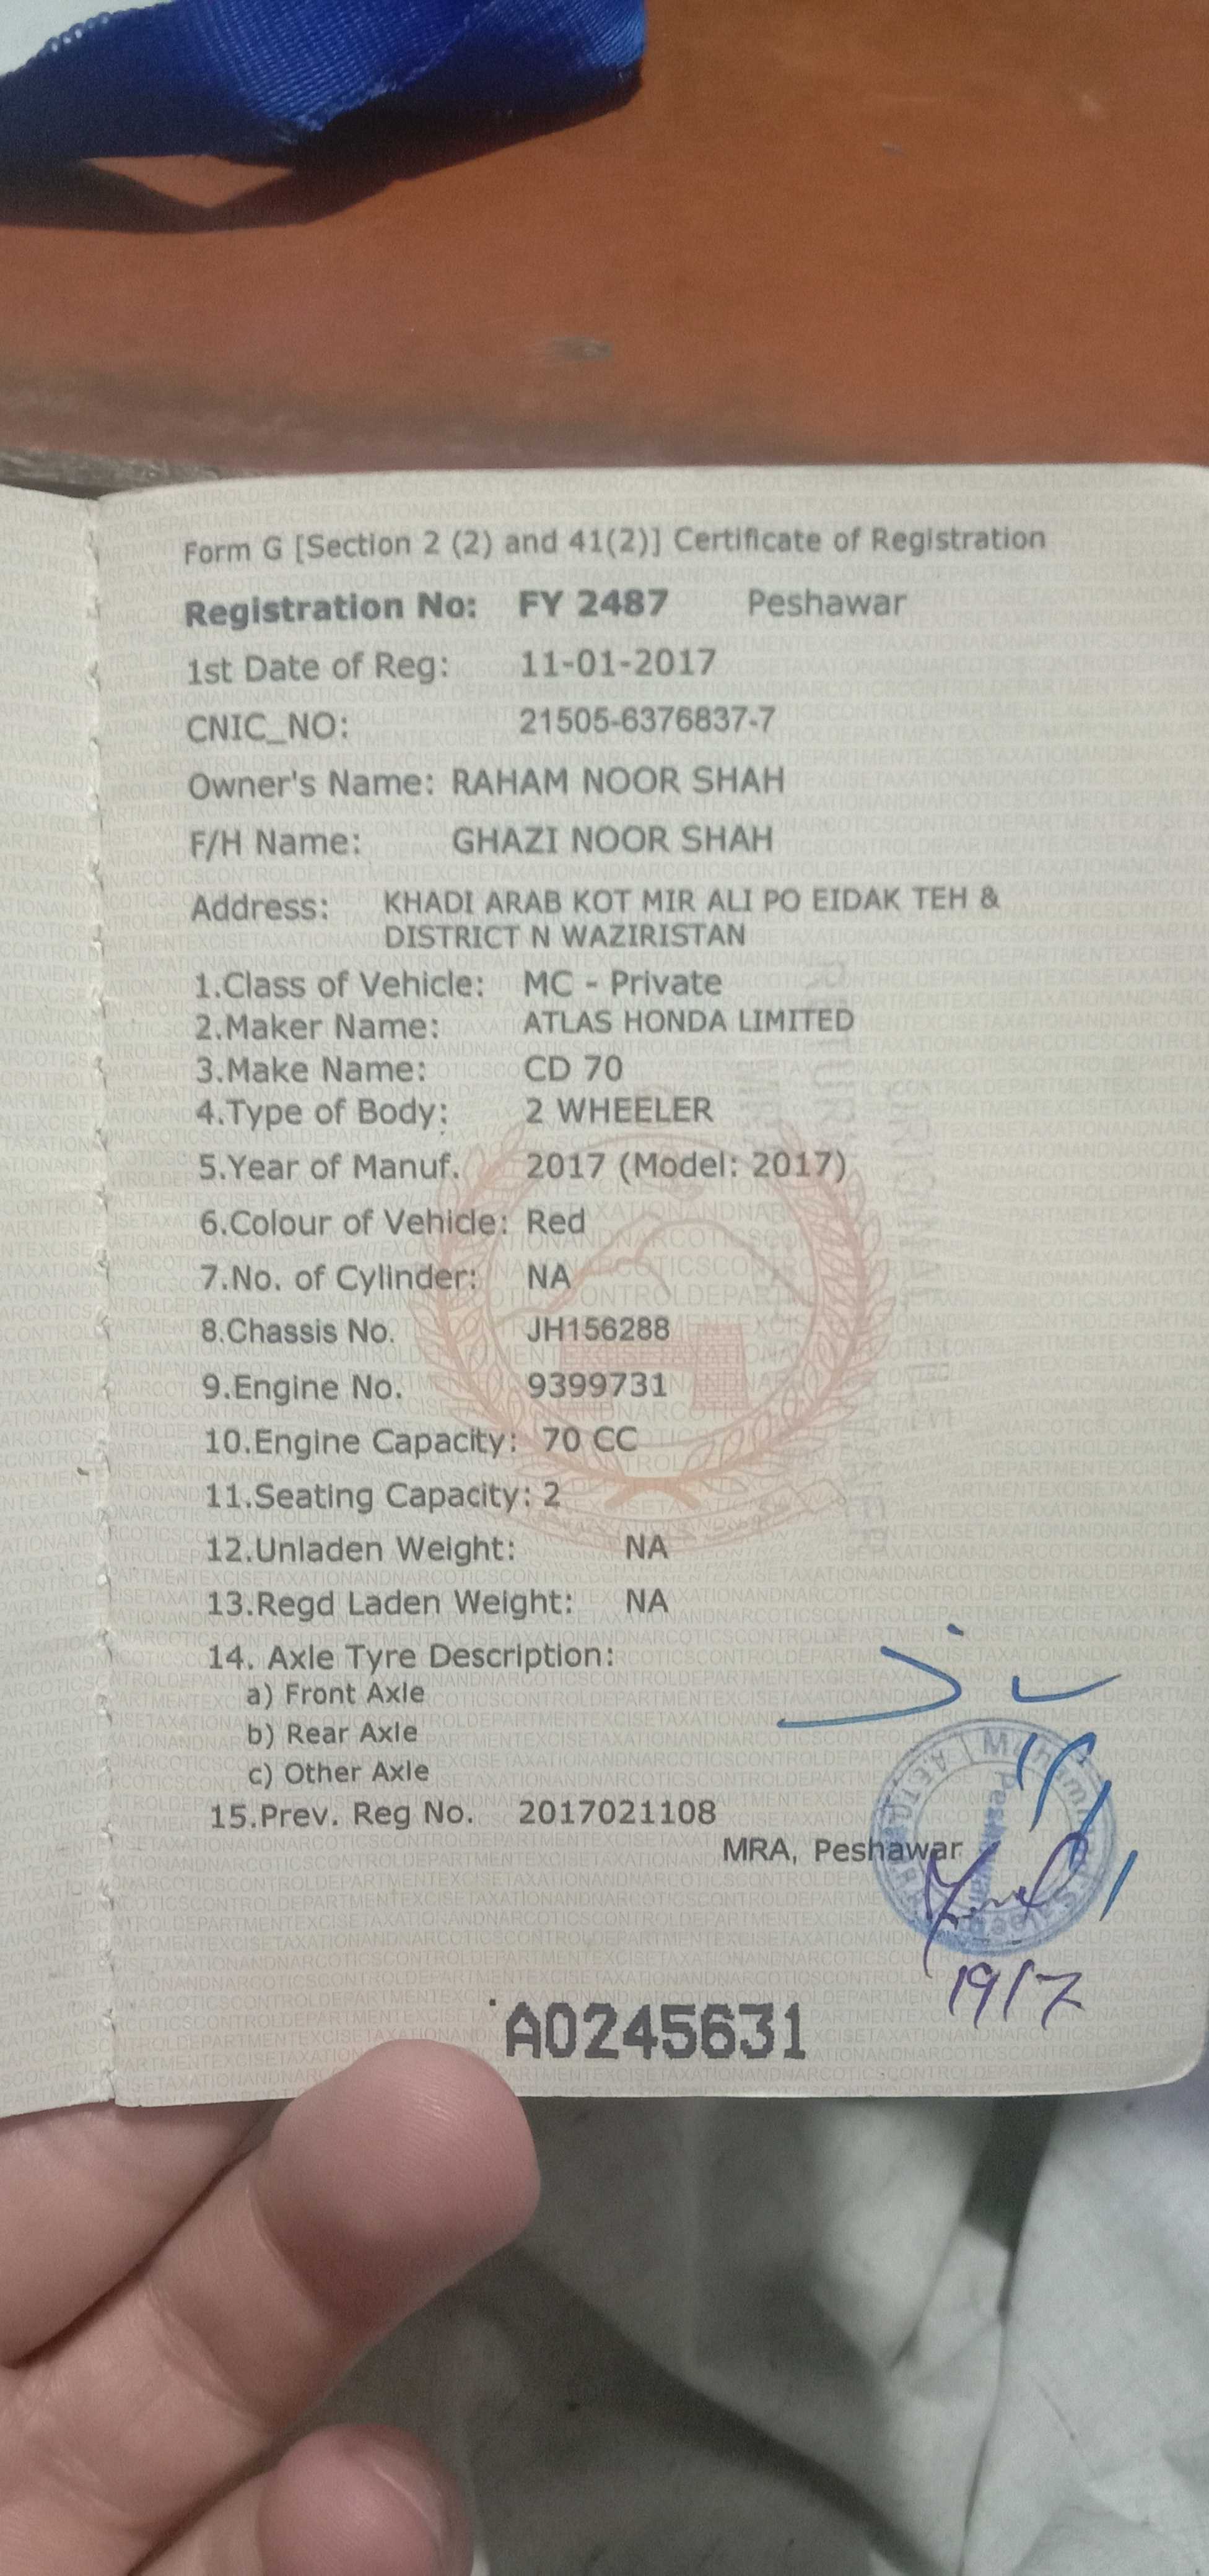 Form G [Section 2 (2) and 41(2)] Certificate of Registration
Registration No: FY 2487 Peshawar
1st Date of Reg: 11-01-2017
CNIC_NO: 21505-6376837-7
Owner's Name: RAHAM NOOR SHAH
F/H Name: GHAZI NOOR SHAH
Address: KHADI ARAB KOT MIR ALI PO EIDAK TEH &
DISTRICT N WAZIRISTAN
1.Class of Vehicle: MC - Private
2.Maker Name: ATLAS HONDA LIMITED
3.Make Name: CD 70
4.Type of Body: 2 WHEELER
5.Year of Manuf. 2017 (Model: 2017)
6.Colour of Vehicle: Red
7.No. of Cylinder: NA
8.Chassis No. JH156288
9.Engine No. 9399731
10.Engine Capacity: 70 CC
11.Seating Capacity: 2
12.Unladen Weight: NA
13.Regd Laden Weight: NA
14. Axle Tyre Description:
a) Front Axle
b) Rear Axle
c) Other Axle
15.Prev. Reg No. 2017021108
MRA, Peshawar
Peshawar
19/7
A0245631